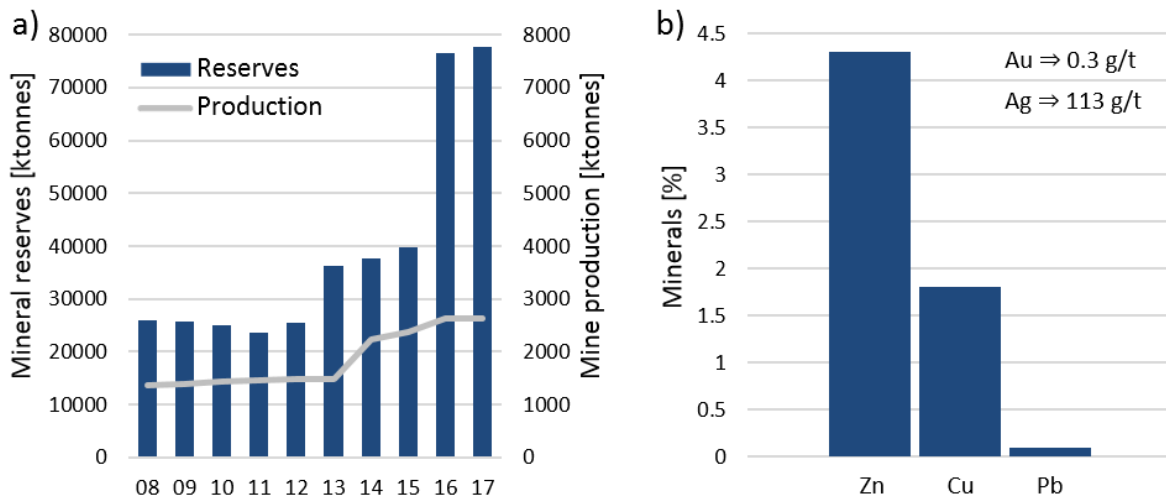 a)
Mineral reserves [ktonnes]
80000
70000
60000
50000
40000
30000
20000
10000
0
Reserves
Production
8000
7000
6000
5000
4000
3000
2000
1000
0
Mine production [ktonnes]
08 09 10 11 12 13 14 15 16 17
b)
Minerals [%]
4.5
4
3.5
3
2.5
2
1.5
1
0.5
0
Au ⇒ 0.3 g/t
Ag ⇒ 113 g/t
Zn Cu Pb